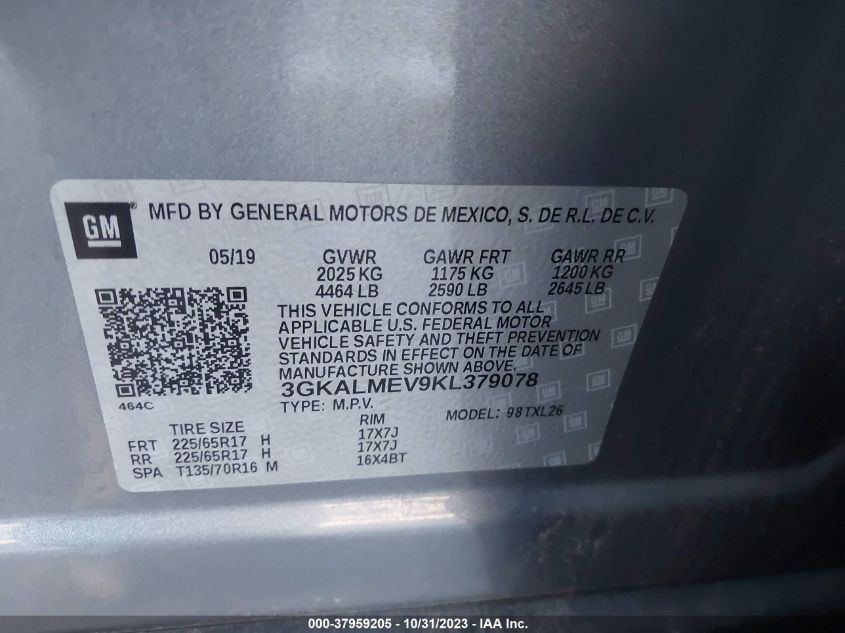 GM ® MFD BY GENERAL MOTORS DE MEXICO, S. DE R.L. DE C.V.
05/19 GVWR GAWR FRT GAWR RR
2025 KG 1175 KG 1200 KG
4464 LB 2590 LB 2645 LB
THIS VEHICLE CONFORMS TO ALL
APPLICABLE U.S. FEDERAL MOTOR
VEHICLE SAFETY AND THEFT PREVENTION
STANDARDS IN EFFECT ON THE DATE OF
MANUFACTURE SHOWN ABOVE.
3GKALMEV9KL379078
464C
TYPE: M.P.V. MODEL: 98TXL26
TIRE SIZE RIM
FRT 225/65R17 H 17X7J
RR 225/65R17 H 17X7J
SPA T135/70R16 M 16X4BT
000-37959205 - 10/31/2023 - IAA Inc.